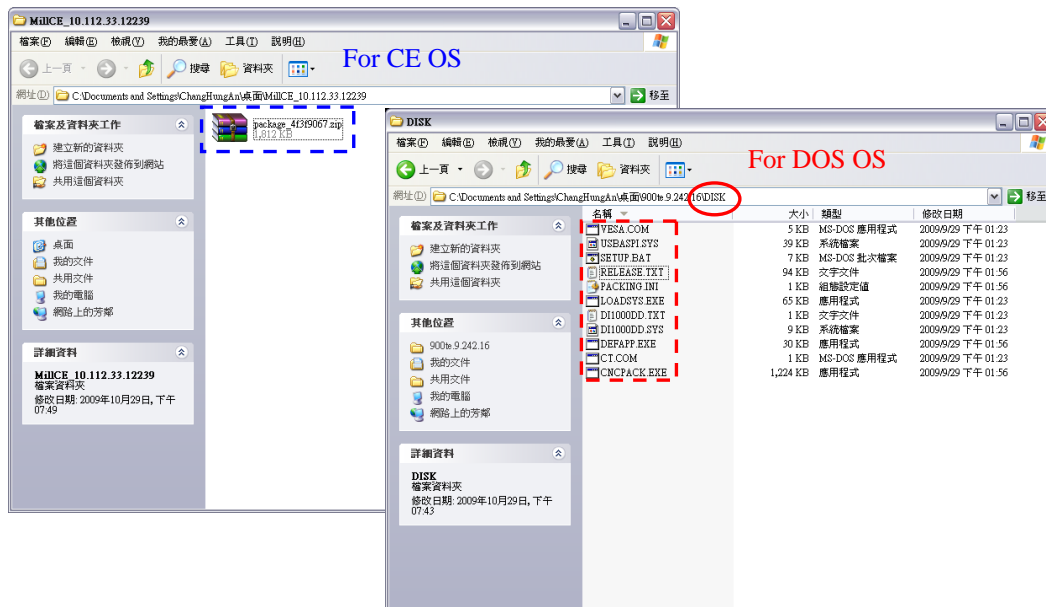 MillCE_10.112.33.12239
檔案(F) 編輯(E) 檢視(V) 我的最愛(A) 工具(T) 說明(H)
上一頁 搜尋 資料夾
For CE OS
網址(D) C:\Documents and Settings\ChangHungAn\桌面\MillCE_10.112.33.12239 移至
檔案及資料夾工作
建立新的資料夾
將這個資料夾發佈到網站
共用這個資料夾
其他位置
桌面
我的文件
共用文件
我的電腦
網路上的芳鄰
詳細資料
MillCE_10.112.33.12239
檔案資料夾
修改日期: 2009年10月29日, 下午
07:49
package_4f3f9067.zip
1,812 KB
DISK
檔案(F) 編輯(E) 檢視(V) 我的最愛(A) 工具(T) 說明(H)
上一頁 搜尋 資料夾
For DOS OS
網址(D) C:\Documents and Settings\ChangHungAn\桌面\900te.9.242.16\DISK 移至
檔案及資料夾工作
建立新的資料夾
將這個資料夾發佈到網站
共用這個資料夾
其他位置
900te.9.242.16
我的文件
共用文件
我的電腦
網路上的芳鄰
詳細資料
DISK
檔案資料夾
修改日期: 2009年10月29日, 下午
07:43
名稱 大小 類型 修改日期
VESA.COM 5 KB MS-DOS 應用程式 2009/9/29 下午 01:23
USBASPI.SYS 39 KB 系統檔案 2009/9/29 下午 01:23
SETUP.BAT 7 KB MS-DOS 批次檔案 2009/9/29 下午 01:23
RELEASE.TXT 94 KB 文字文件 2009/9/29 下午 01:56
PACKING.INI 1 KB 組態設定值 2009/9/29 下午 01:56
LOADSYS.EXE 65 KB 應用程式 2009/9/29 下午 01:23
DI1000DD.TXT 1 KB 文字文件 2009/9/29 下午 01:23
DI1000DD.SYS 9 KB 系統檔案 2009/9/29 下午 01:23
DEFAPP.EXE 30 KB 應用程式 2009/9/29 下午 01:56
CT.COM 1 KB MS-DOS 應用程式 2009/9/29 下午 01:23
CNCPACK.EXE 1,224 KB 應用程式 2009/9/29 下午 01:56